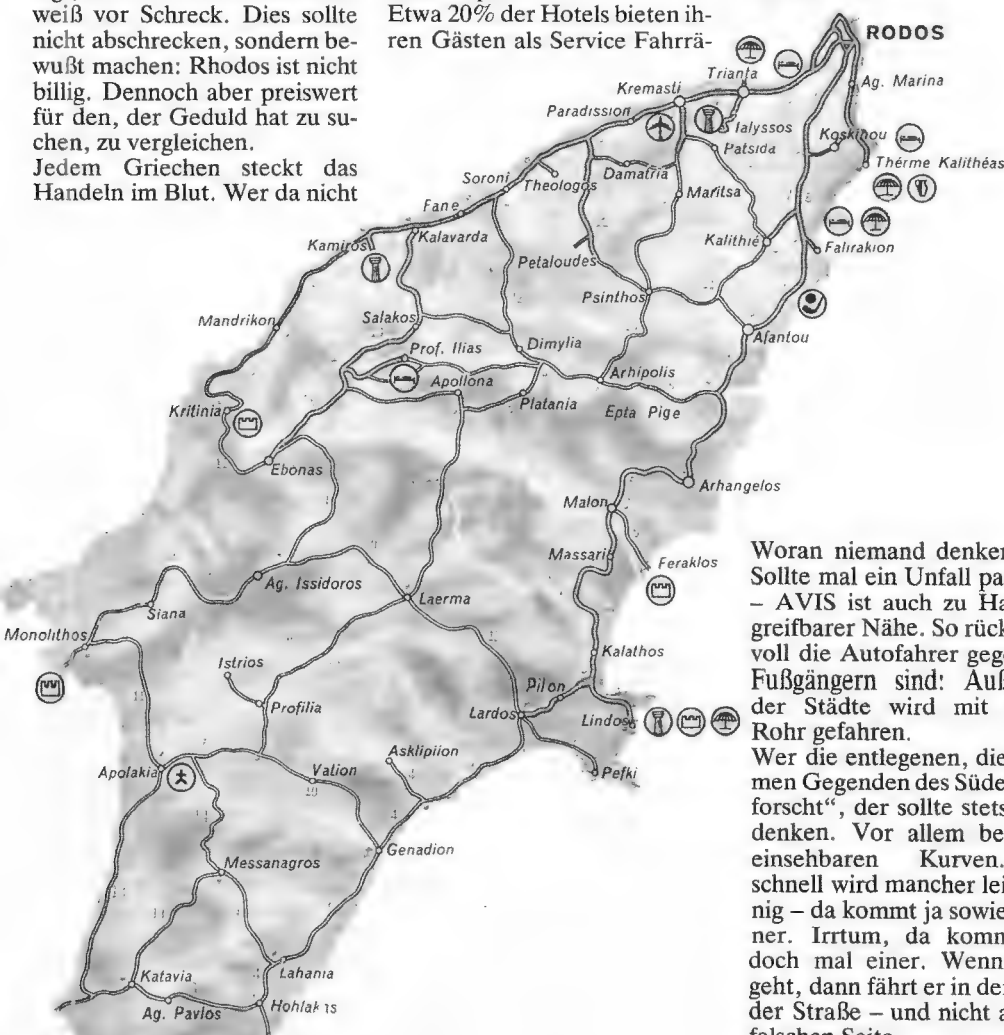 weiß vor Schreck. Dies sollte
nicht abschrecken, sondern be-
wußt machen: Rhodos ist nicht
billig. Dennoch aber preiswert
für den, der Geduld hat zu su-
chen, zu vergleichen.
Jedem Griechen steckt das
Handeln im Blut. Wer da nicht
Etwa 20% der Hotels bieten ih-
ren Gästen als Service Fahrrä-
RODOS
Trianta
Ag. Marina
Kremasti
Paradission
Ialyssos
Koskinou
Patsida
Thérme Kalithéas
Damatria
Soroni
Theologos
Maritsa
Fane
Kalavarda
Kalithié
Falirakion
Kamiros
Petaloudes
Psinthos
Mandrikon
Salakos
Afantou
Prof. Ilias
Dimylia
Apollona
Arhipolis
Kritinia
Platania
Epta Pige
Ebonas
Arhangelos
Malon
Massari
Feraklos
Ag. Issidoros
Laerma
Siana
Monolithos
Kalathos
Istrios
Pilon
Profilia
Lardos
Lindos
Asklipiion
Apolakia
Vation
Pefki
Genadion
Messanagros
Lahania
Katavia
Ag. Pavlos
Hohlakas
Woran niemand denken
Sollte mal ein Unfall pa
– AVIS ist auch zu Ha
greifbarer Nähe. So rück
voll die Autofahrer gege
Fußgängern sind: Auß
der Städte wird mit
Rohr gefahren.
Wer die entlegenen, die
men Gegenden des Süde
forscht“, der sollte stets
denken. Vor allem be
einsehbaren Kurven.
schnell wird mancher lei
nig – da kommt ja sowie
ner. Irrtum, da komm
doch mal einer. Wenn
geht, dann fährt er in de
der Straße – und nicht a
falschen Seite